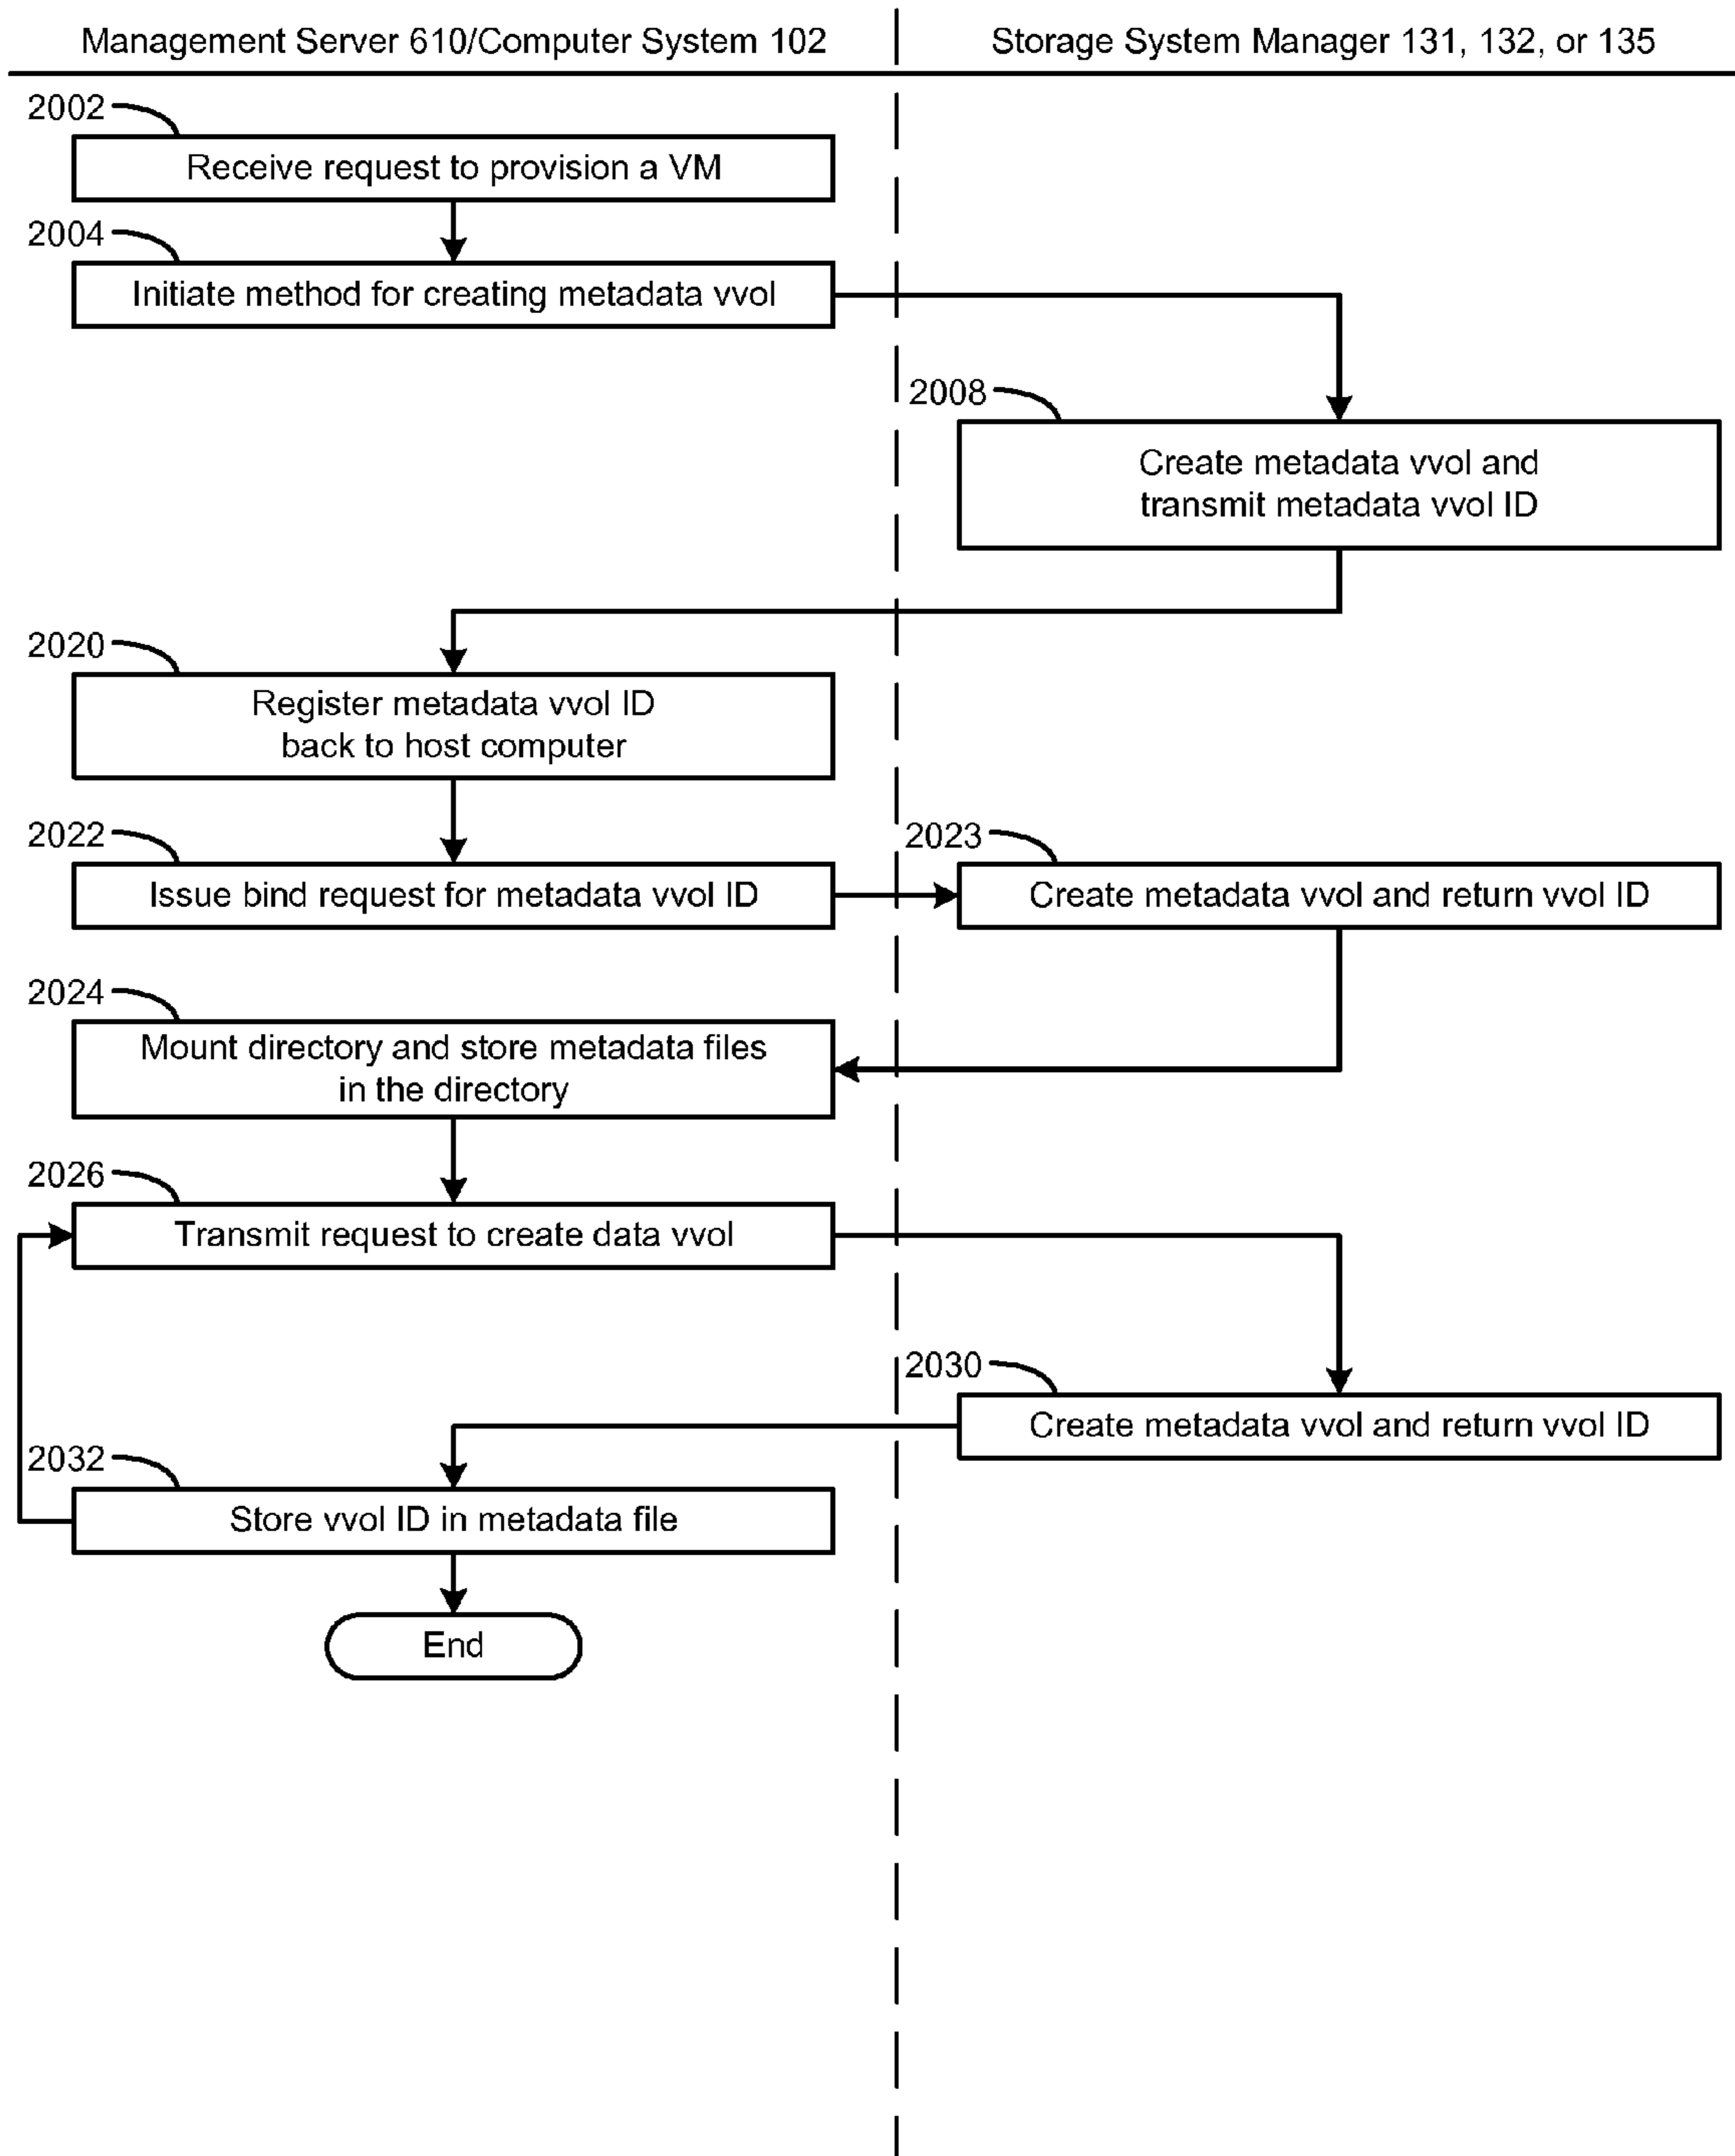 Management Server 610/Computer System 102
Storage System Manager 131, 132, or 135
2002
Receive request to provision a VM
2004
Initiate method for creating metadata vvol
2008
Create metadata vvol and
transmit metadata vvol ID
2020
Register metadata vvol ID
back to host computer
2022
Issue bind request for metadata vvol ID
2023
Create metadata vvol and return vvol ID
2024
Mount directory and store metadata files
in the directory
2026
Transmit request to create data vvol
2030
Create metadata vvol and return vvol ID
2032
Store vvol ID in metadata file
End